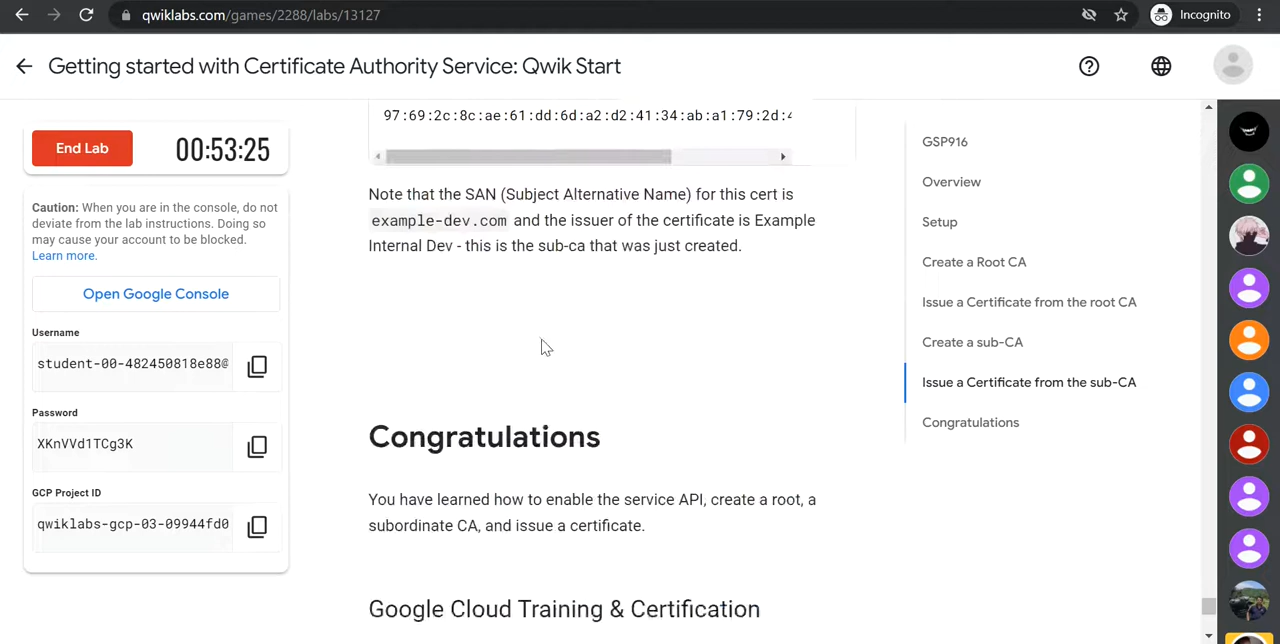 qwiklabs.com/games/2288/labs/13127
Incognito
Getting started with Certificate Authority Service: Qwik Start
End Lab
00:53:25
Caution: When you are in the console, do not
deviate from the lab instructions. Doing so
may cause your account to be blocked.
Learn more.
Open Google Console
Username
student-00-482450818e88@
Password
XKnVVd1TCg3K
GCP Project ID
qwiklabs-gcp-03-09944fd0
97:69:2c:8c:ae:61:dd:6d:a2:d2:41:34:ab:a1:79:2d:4
Note that the SAN (Subject Alternative Name) for this cert is
example-dev.com and the issuer of the certificate is Example
Internal Dev - this is the sub-ca that was just created.
Congratulations
You have learned how to enable the service API, create a root, a
subordinate CA, and issue a certificate.
Google Cloud Training & Certification
GSP916
Overview
Setup
Create a Root CA
Issue a Certificate from the root CA
Create a sub-CA
Issue a Certificate from the sub-CA
Congratulations